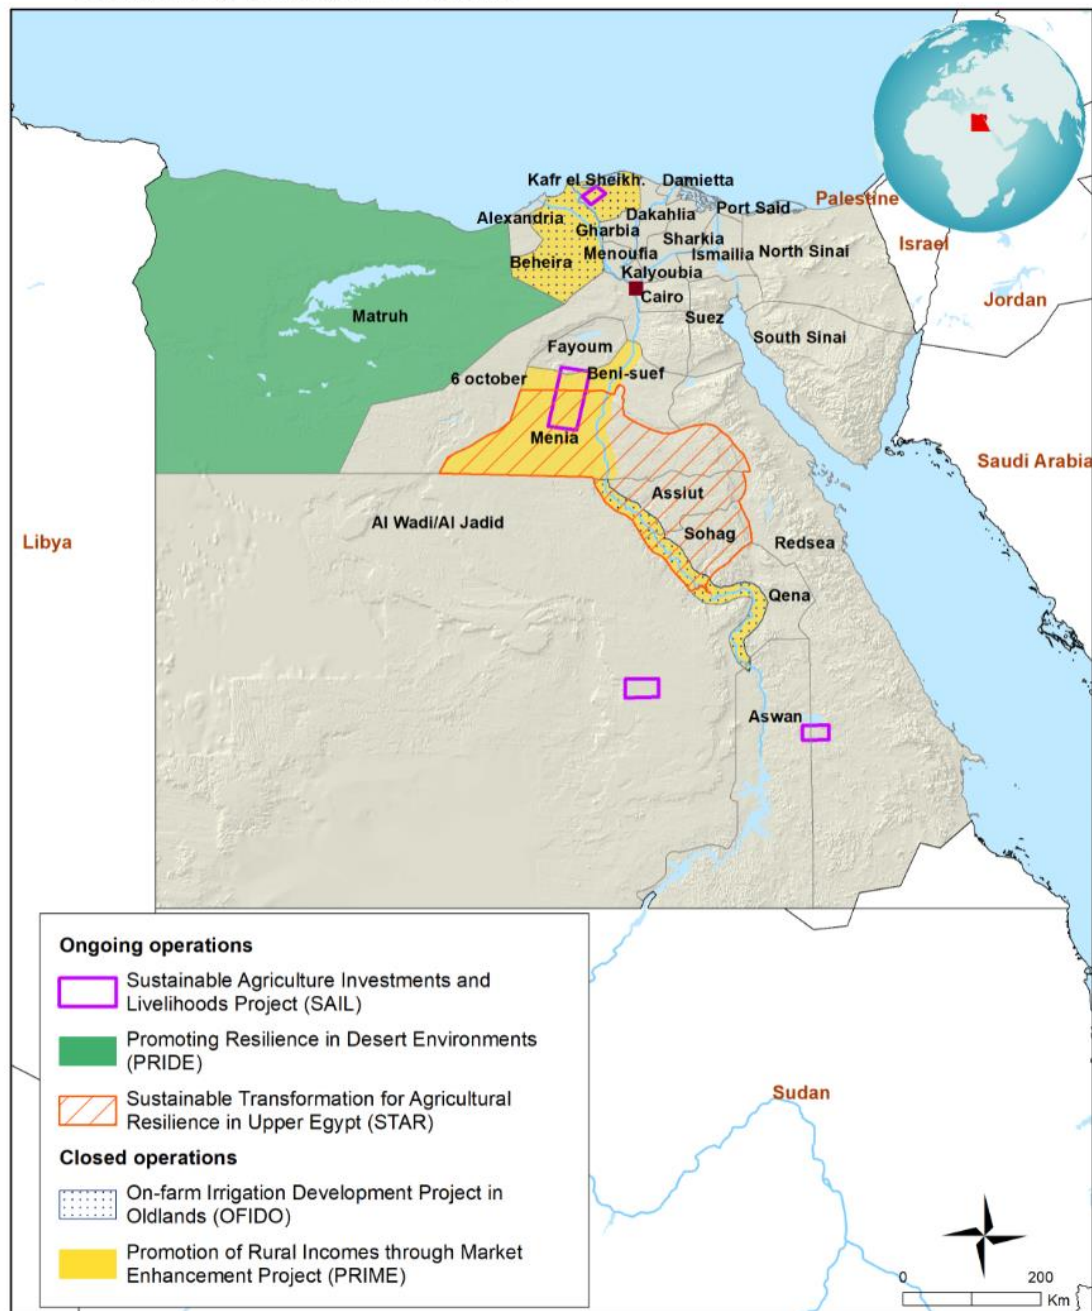 Kafr el Sheikh
Damietta
Palestine
Alexandria
Dakahlia
Port Said
Gharbia
Sharkia
Israel
Menoufia
Ismailia
North Sinai
Beheira
Kalyoubia
Cairo
Jordan
Matruh
Suez
South Sinai
Fayoum
6 october
Beni-suef
Menia
Saudi Arabia
Assiut
Al Wadi/Al Jadid
Sohag
Redsea
Libya
Qena
Aswan
Ongoing operations
Sustainable Agriculture Investments and
Livelihoods Project (SAIL)
Promoting Resilience in Desert Environments
(PRIDE)
Sustainable Transformation for Agricultural
Resilience in Upper Egypt (STAR)
Closed operations
On-farm Irrigation Development Project in
Oldlands (OFIDO)
Promotion of Rural Incomes through Market
Enhancement Project (PRIME)
Sudan
0 200
Km